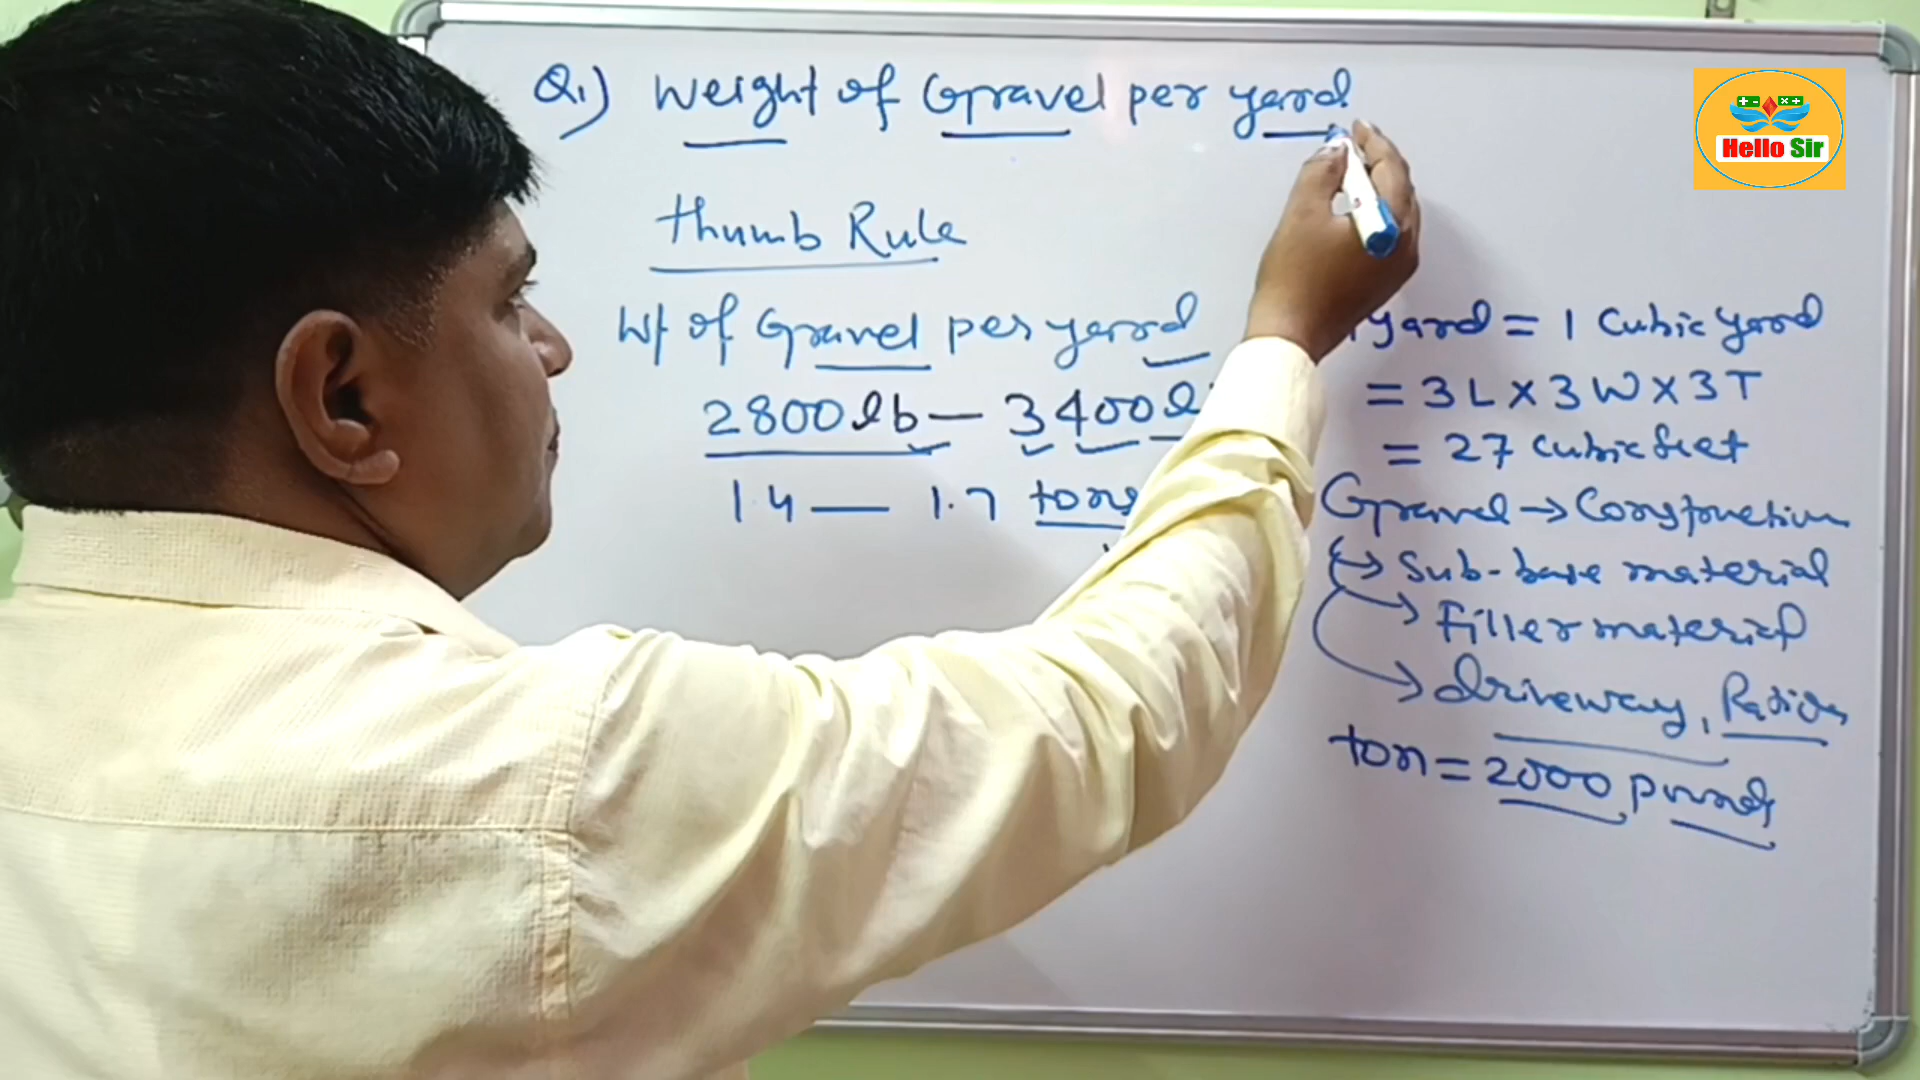 Q.1) Weight of Gravel per yard
thumb Rule
Wt of Gravel per yard
2800 lb — 3400 l
1.4 — 1.7 tons
yard = 1 Cubic yard
= 3L X 3W X 3T
= 27 cubic feet
Gravel → Construction
→ Sub-base material
→ Filler material
→ driveway,
ton = 2000 pounds
Hello Sir